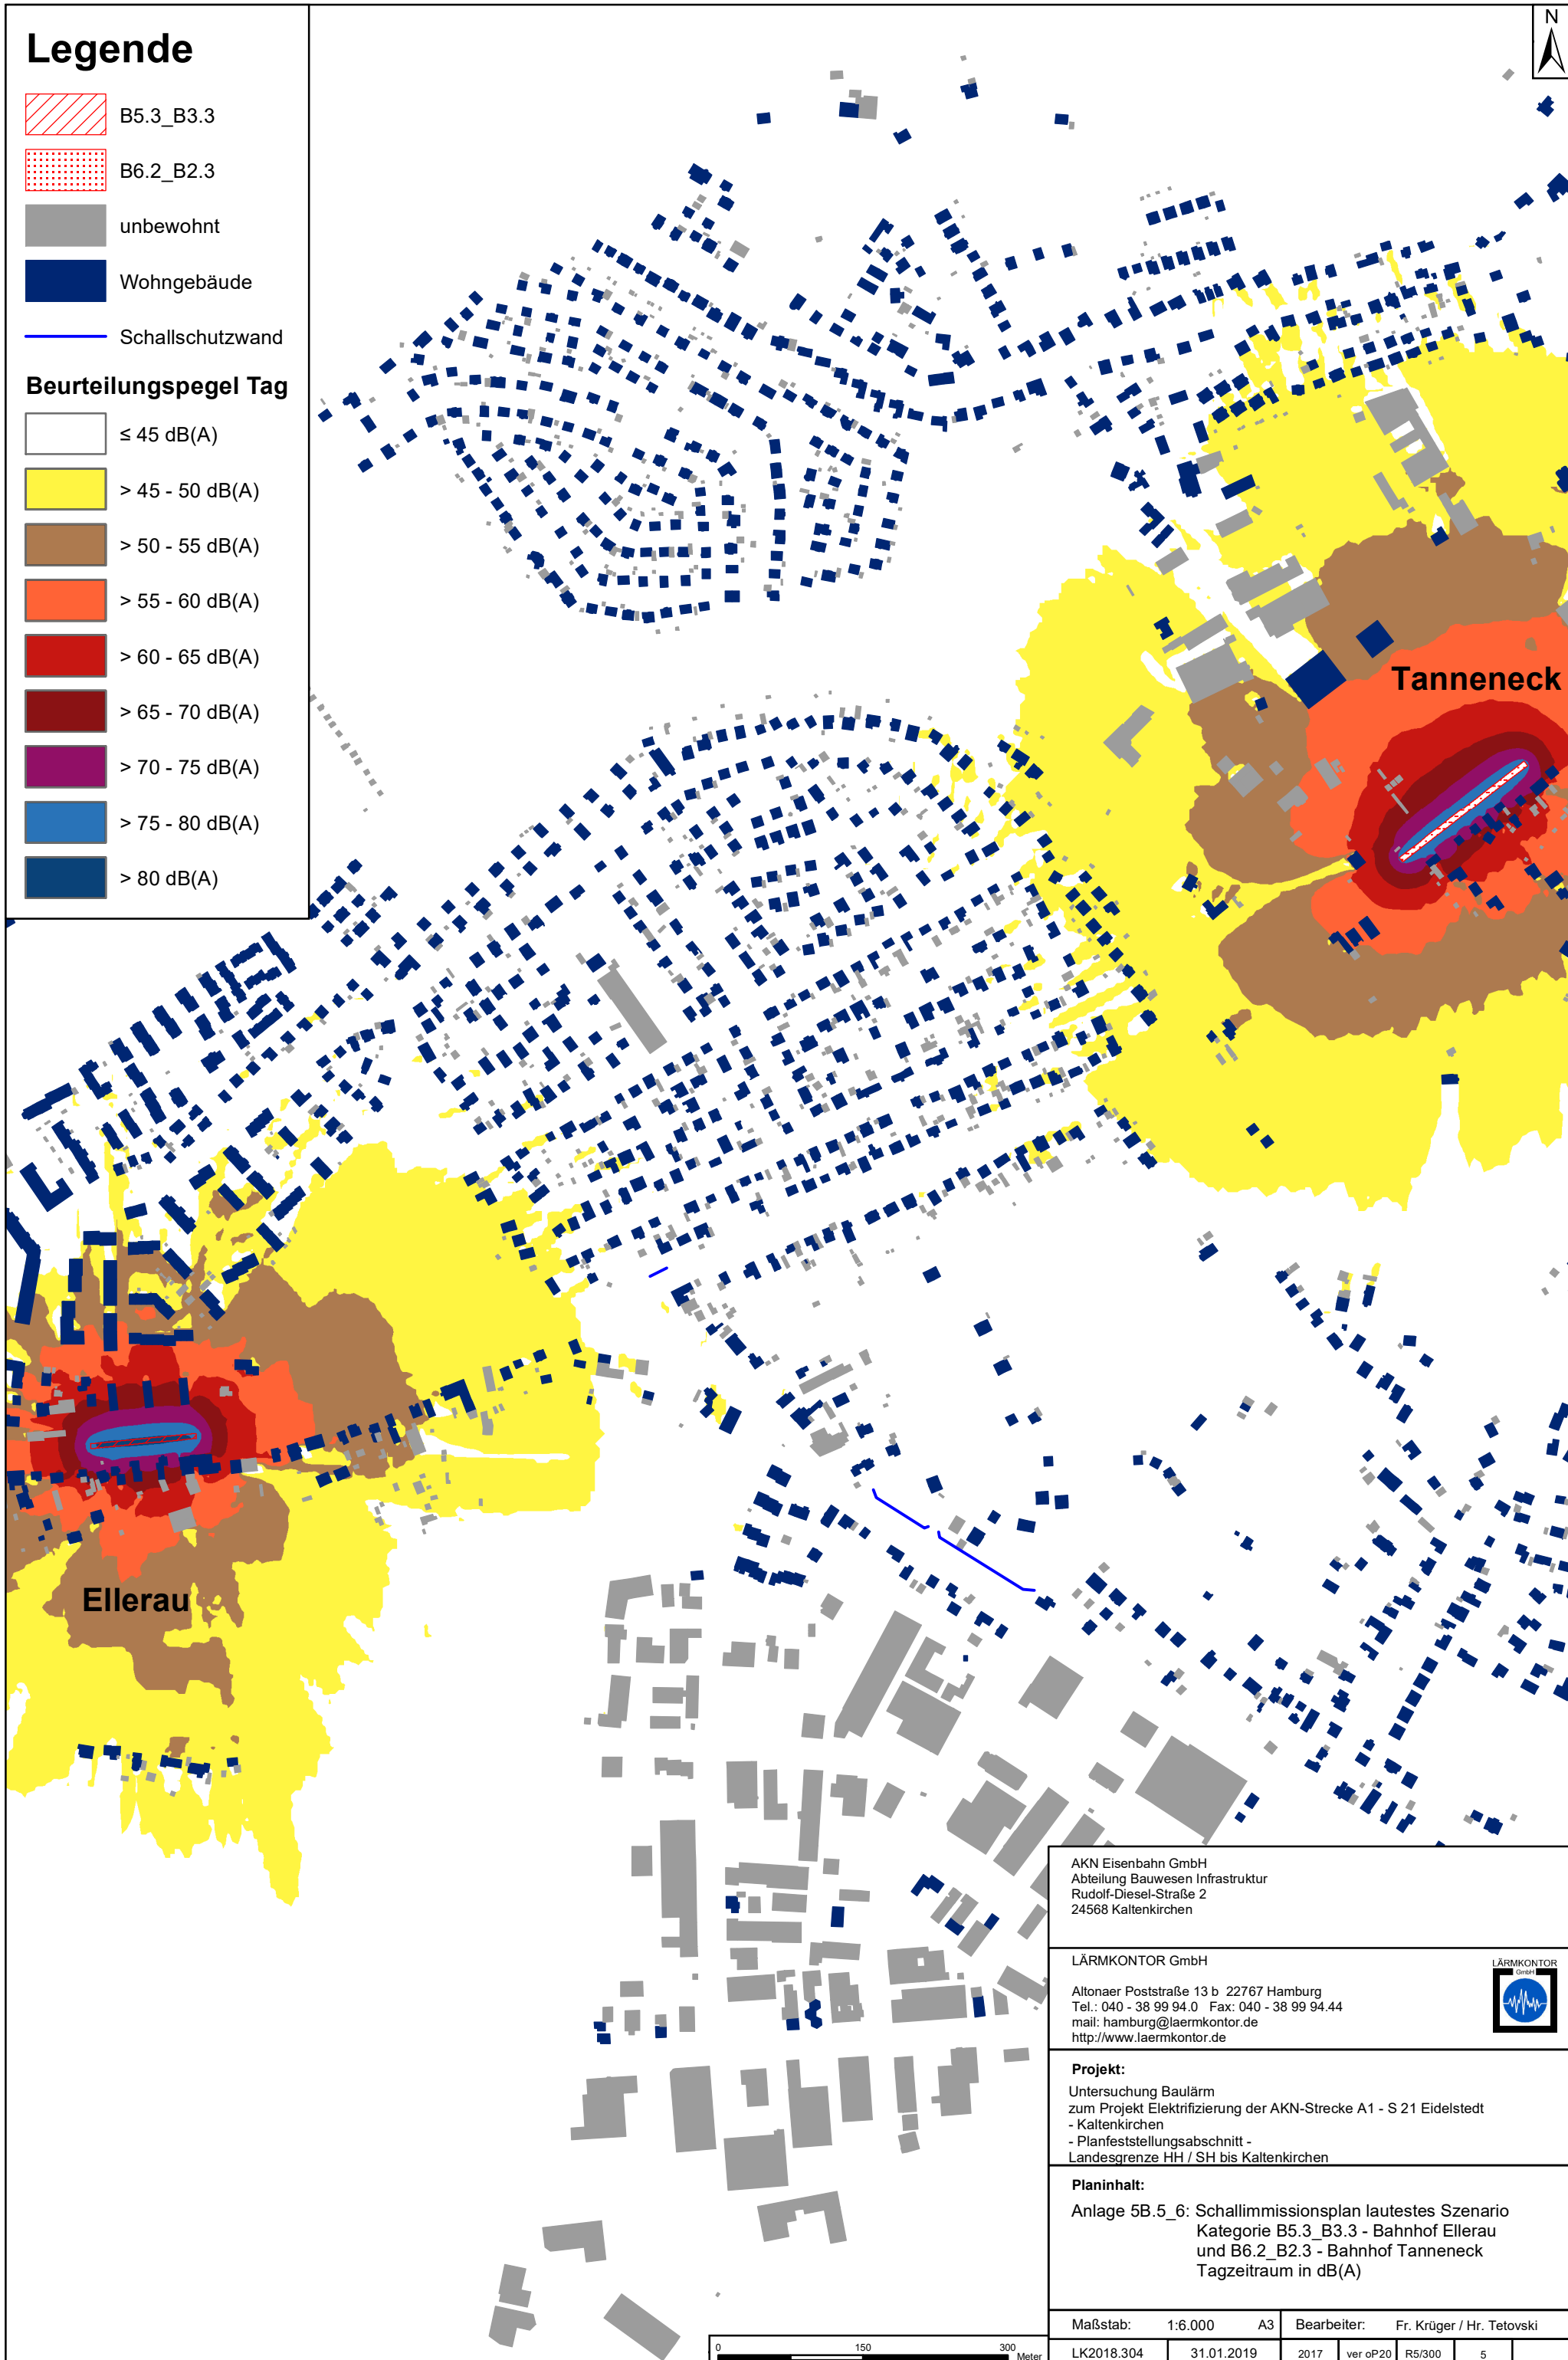 Legende
B5.3_B3.3
B6.2_B2.3
unbewohnt
Wohngebäude
Schallschutzwand
Beurteilungspegel Tag
≤ 45 dB(A)
> 45 - 50 dB(A)
> 50 - 55 dB(A)
> 55 - 60 dB(A)
> 60 - 65 dB(A)
> 65 - 70 dB(A)
> 70 - 75 dB(A)
> 75 - 80 dB(A)
> 80 dB(A)
N
Tanneneck
Ellerau
AKN Eisenbahn GmbH
Abteilung Bauwesen Infrastruktur
Rudolf-Diesel-Straße 2
24568 Kaltenkirchen
LÄRMKONTOR GmbH
Altonaer Poststraße 13 b 22767 Hamburg
Tel.: 040 - 38 99 94.0 Fax: 040 - 38 99 94.44
mail: hamburg@laermkontor.de
http://www.laermkontor.de
LÄRMKONTOR
GmbH
Projekt:
Untersuchung Baulärm
zum Projekt Elektrifizierung der AKN-Strecke A1 - S 21 Eidelstedt
- Kaltenkirchen
- Planfeststellungsabschnitt -
Landesgrenze HH / SH bis Kaltenkirchen
Planinhalt:
Anlage 5B.5_6: Schallimmissionsplan lautestes Szenario
Kategorie B5.3_B3.3 - Bahnhof Ellerau
und B6.2_B2.3 - Bahnhof Tanneneck
Tagzeitraum in dB(A)
Maßstab: 1:6.000 A3 Bearbeiter: Fr. Krüger / Hr. Tetovski
LK2018.304 31.01.2019 2017 ver oP20 R5/300 5
0 150 300
Meter